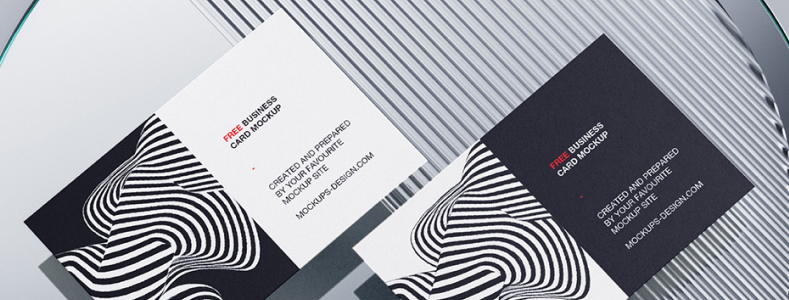 FREE BUSINESS
CARD MOCKUP
CREATED AND PREPARED
BY YOUR FAVOURITE
MOCKUP SITE
MOCKUPS-DESIGN.COM
FREE BUSINESS
CARD MOCKUP
CREATED AND PREPARED
BY YOUR FAVOURITE
MOCKUP SITE
MOCKUPS-DESIGN.COM